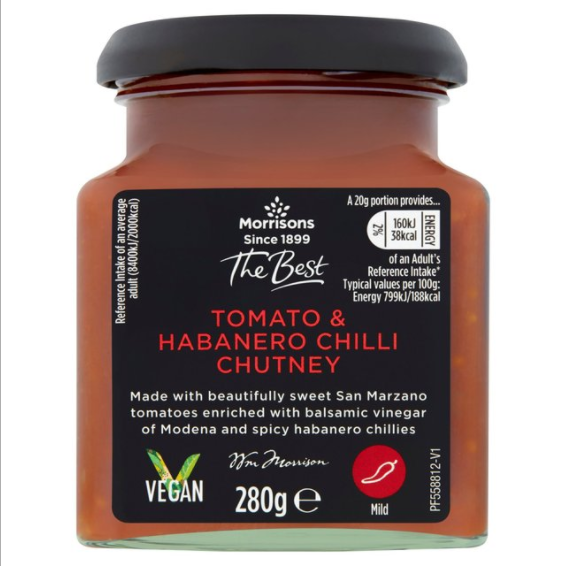 Morrisons
Since 1899
The Best
TOMATO &
HABANERO CHILLI
CHUTNEY
Made with beautifully sweet San Marzano
tomatoes enriched with balsamic vinegar
of Modena and spicy habanero chillies
Reference Intake of an average
adult (8400kJ/2000kcal)
A 20g portion provides...
2%
160kJ
38kcal
ENERGY
of an Adult's
Reference Intake*
Typical values per 100g:
Energy 799kJ/188kcal
VEGAN
Wm Morrison
280g ℮
Mild
PF558812-V1